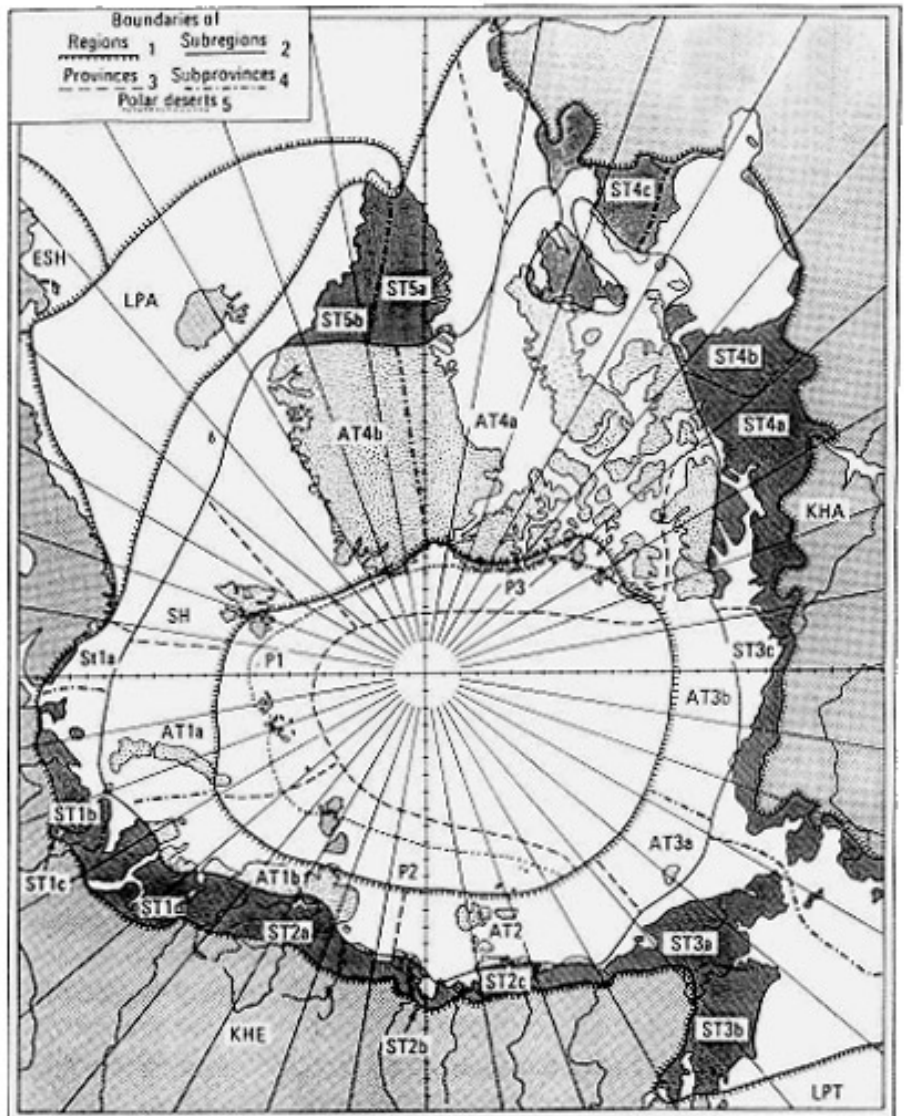 Boundaries of
Regions 1 Subregions 2
Provinces 3 Subprovinces 4
Polar deserts 5
ST4c
ESH
LPA
ST5a
ST5b
ST4b
ST4a
AT4b
AT4a
6
KHA
P3
SH
P1
St1a
ST3c
AT3b
AT1a
ST1b
AT3a
ST1c
AT1b
P2
ST1d
ST2a
AT2
ST3a
ST2c
KHE
ST2b
ST3b
LPT